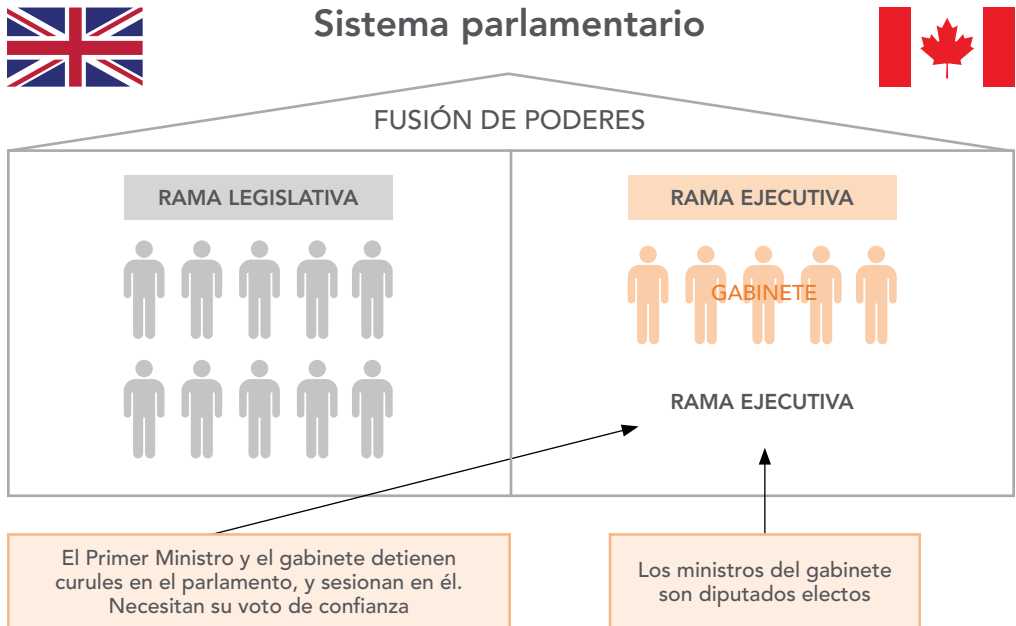 Sistema parlamentario
FUSIÓN DE PODERES
RAMA LEGISLATIVA
RAMA EJECUTIVA
GABINETE
RAMA EJECUTIVA
El Primer Ministro y el gabinete detienen
curules en el parlamento, y sesionan en él.
Necesitan su voto de confianza
Los ministros del gabinete
son diputados electos